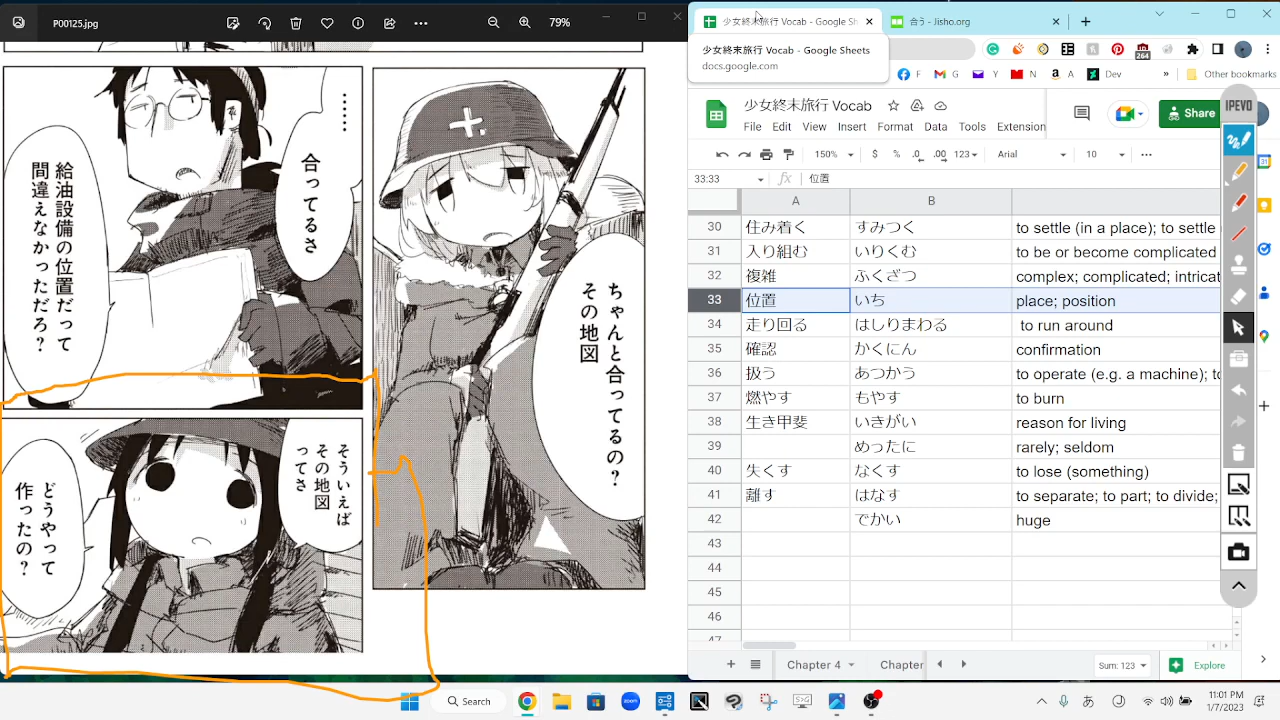 P00125.jpg
79%
少女終末旅行 Vocab - Google Sh
合う - Jisho.org
少女終末旅行 Vocab - Google Sheets
docs.google.com
264
F
G
Y
N
A
Dev
»
Other bookmarks
少女終末旅行 Vocab
Share
IPEVO
File
Edit
View
Insert
Format
Data
Tools
Extension
150%
$
%
.0
.00
123
Arial
10
33:33
fx
位置
A
B
30
住み着く
すみつく
to settle (in a place); to settle
31
入り組む
いりくむ
to be or become complicated
32
複雑
ふくざつ
complex; complicated; intricat
33
位置
いち
place; position
34
走り回る
はしりまわる
to run around
35
確認
かくにん
confirmation
36
扱う
あつかう
to operate (e.g. a machine); to
37
燃やす
もやす
to burn
38
生き甲斐
いきがい
reason for living
39
めったに
rarely; seldom
40
失くす
なくす
to lose (something)
41
離す
はなす
to separate; to part; to divide;
42
でかい
huge
43
44
45
46
47
Chapter 4
Chapter
Sum: 123
Explore
ちゃんと合ってるの?
その地図
……
合ってるさ
給油設備の位置だって
間違えなかっただろ?
そういえば
その地図
ってさ
どうやって
作ったの?
Search
zoom
あ
11:01 PM
1/7/2023